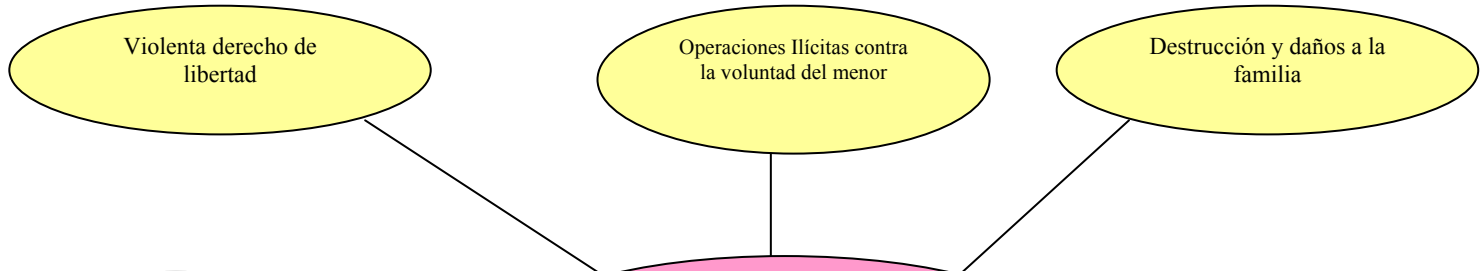 Violenta derecho de
libertad
Operaciones Ilícitas contra
la voluntad del menor
Destrucción y daños a la
familia